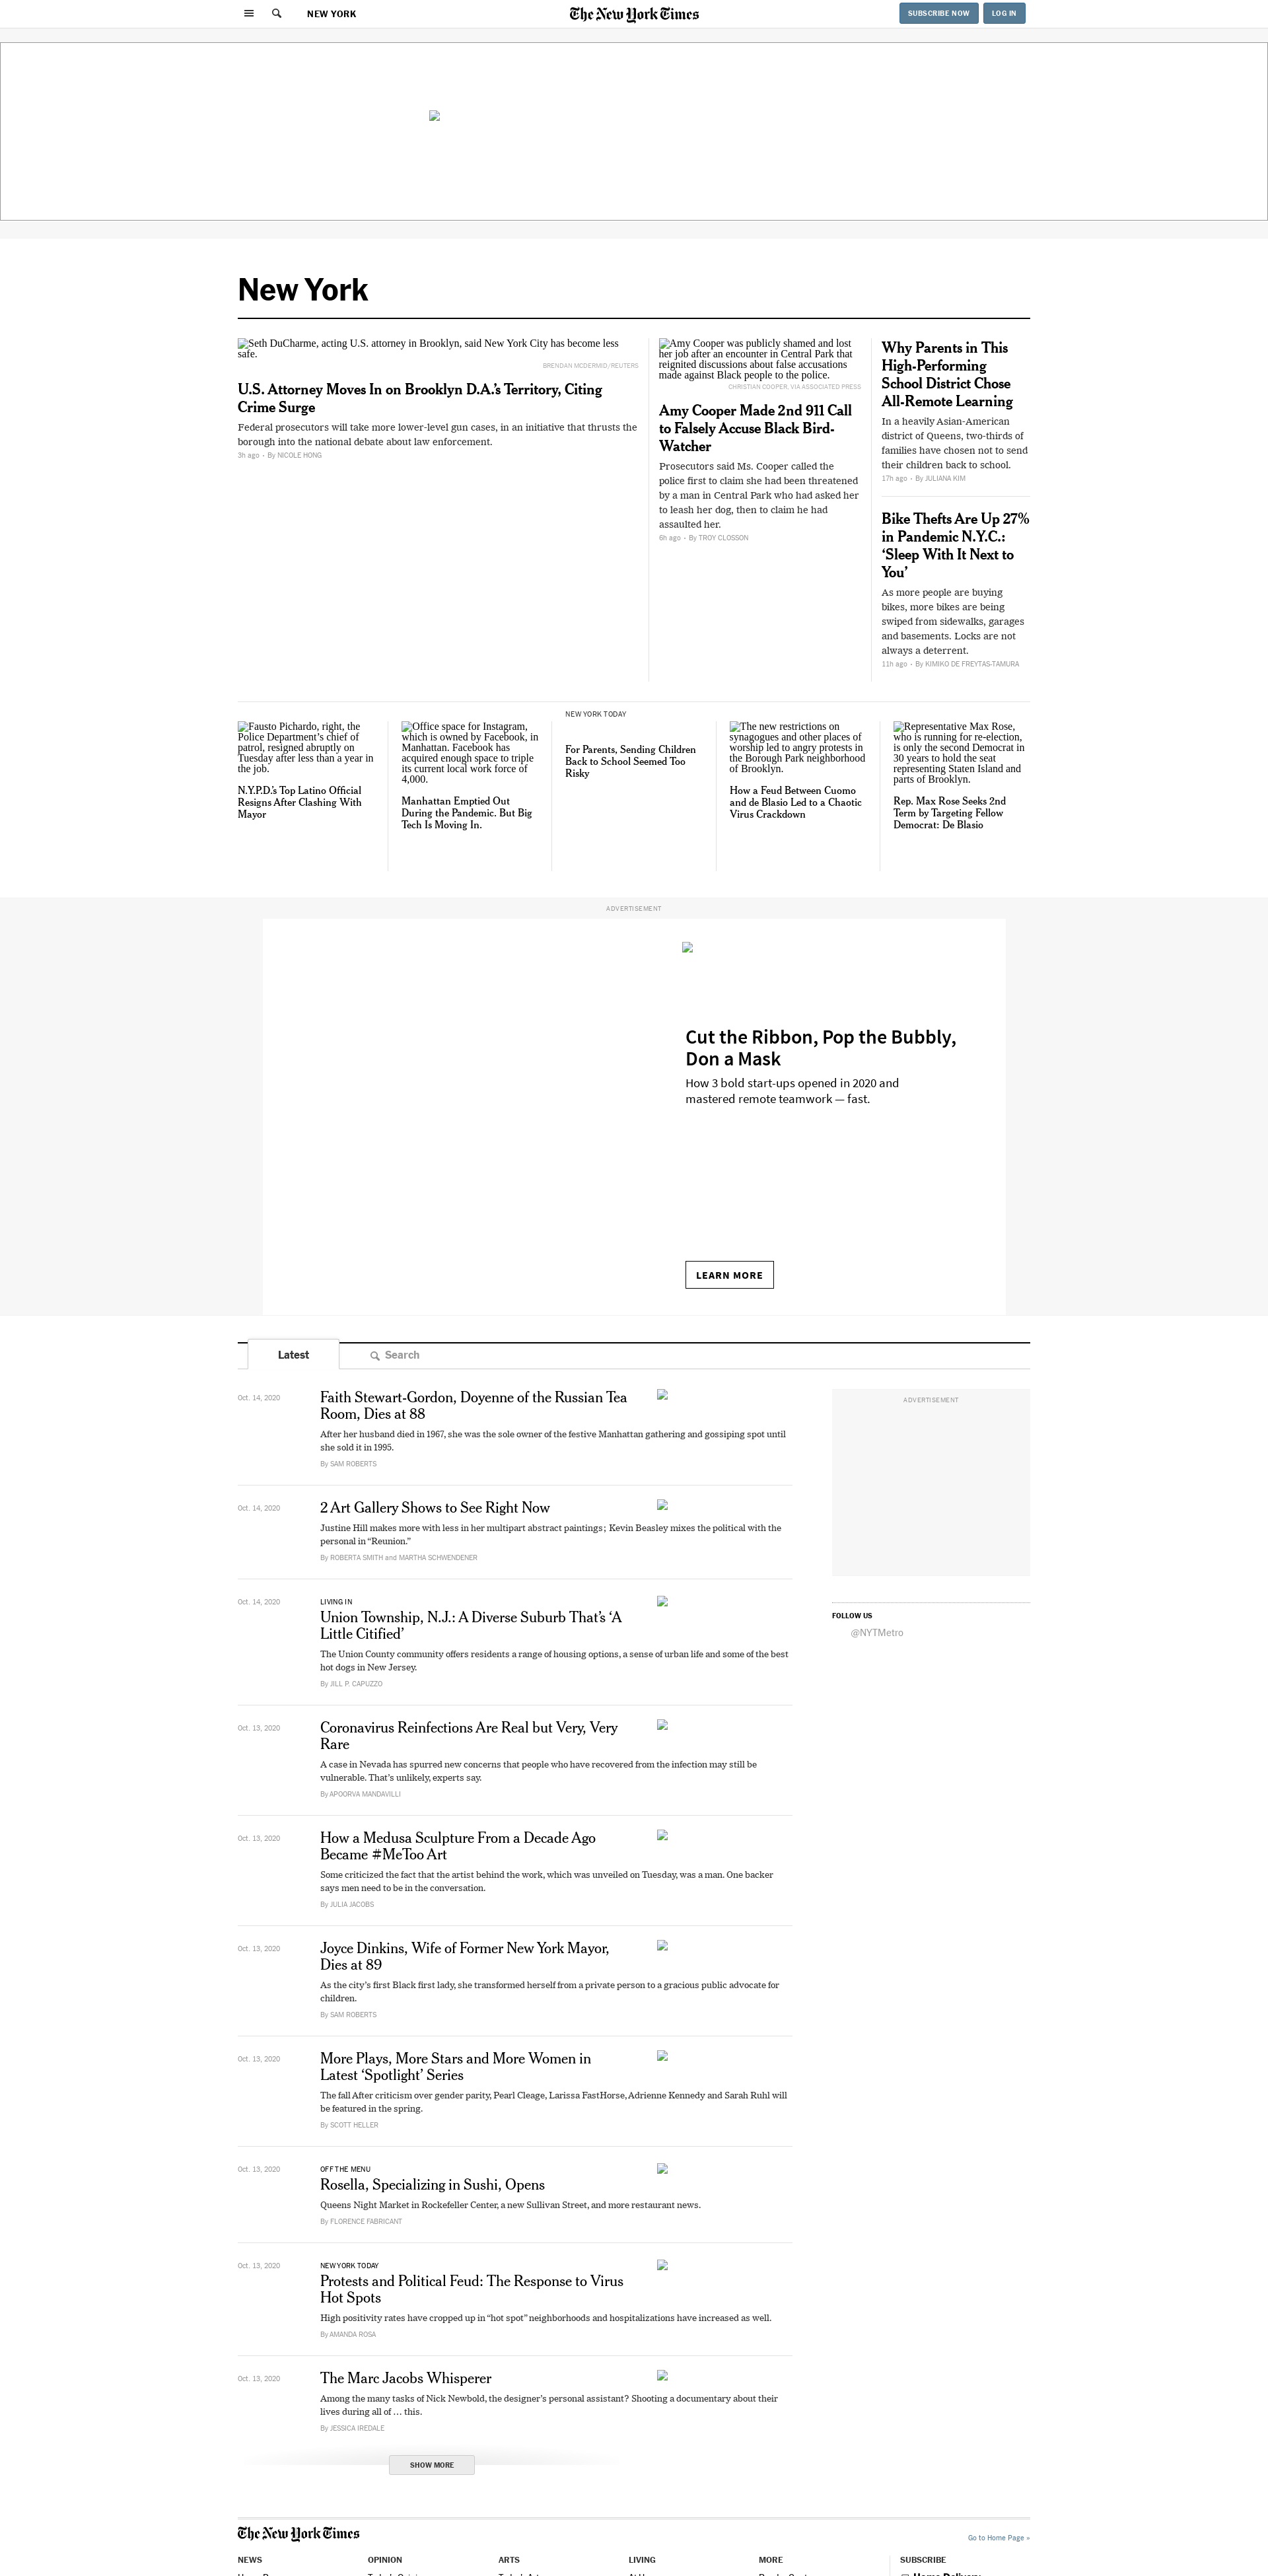 NEW YORK
The New York Times
SUBSCRIBE NOW
LOG IN
New York
Seth DuCharme, acting U.S. attorney in Brooklyn, said New York City has become less
safe.
BRENDAN MCDERMID/REUTERS
U.S. Attorney Moves In on Brooklyn D.A.’s Territory, Citing
Crime Surge
Federal prosecutors will take more lower-level gun cases, in an initiative that thrusts the
borough into the national debate about law enforcement.
3h ago • By NICOLE HONG
Amy Cooper was publicly shamed and lost
her job after an encounter in Central Park that
reignited discussions about false accusations
made against Black people to the police.
CHRISTIAN COOPER, VIA ASSOCIATED PRESS
Amy Cooper Made 2nd 911 Call
to Falsely Accuse Black Bird-
Watcher
Prosecutors said Ms. Cooper called the
police first to claim she had been threatened
by a man in Central Park who had asked her
to leash her dog, then to claim he had
assaulted her.
6h ago • By TROY CLOSSON
Why Parents in This
High-Performing
School District Chose
All-Remote Learning
In a heavily Asian-American
district of Queens, two-thirds of
families have chosen not to send
their children back to school.
17h ago • By JULIANA KIM
Bike Thefts Are Up 27%
in Pandemic N.Y.C.:
‘Sleep With It Next to
You’
As more people are buying
bikes, more bikes are being
swiped from sidewalks, garages
and basements. Locks are not
always a deterrent.
11h ago • By KIMIKO DE FREYTAS-TAMURA
Fausto Pichardo, right, the
Police Department’s chief of
patrol, resigned abruptly on
Tuesday after less than a year in
the job.
N.Y.P.D.’s Top Latino Official
Resigns After Clashing With
Mayor
Office space for Instagram,
which is owned by Facebook, in
Manhattan. Facebook has
acquired enough space to triple
its current local work force of
4,000.
Manhattan Emptied Out
During the Pandemic. But Big
Tech Is Moving In.
NEW YORK TODAY
For Parents, Sending Children
Back to School Seemed Too
Risky
The new restrictions on
synagogues and other places of
worship led to angry protests in
the Borough Park neighborhood
of Brooklyn.
How a Feud Between Cuomo
and de Blasio Led to a Chaotic
Virus Crackdown
Representative Max Rose,
who is running for re-election,
is only the second Democrat in
30 years to hold the seat
representing Staten Island and
parts of Brooklyn.
Rep. Max Rose Seeks 2nd
Term by Targeting Fellow
Democrat: De Blasio
ADVERTISEMENT
Cut the Ribbon, Pop the Bubbly,
Don a Mask
How 3 bold start-ups opened in 2020 and
mastered remote teamwork — fast.
LEARN MORE
Latest
Search
Oct. 14, 2020
Faith Stewart-Gordon, Doyenne of the Russian Tea
Room, Dies at 88
After her husband died in 1967, she was the sole owner of the festive Manhattan gathering and gossiping spot until
she sold it in 1995.
By SAM ROBERTS
ADVERTISEMENT
Oct. 14, 2020
2 Art Gallery Shows to See Right Now
Justine Hill makes more with less in her multipart abstract paintings; Kevin Beasley mixes the political with the
personal in “Reunion.”
By ROBERTA SMITH and MARTHA SCHWENDENER
Oct. 14, 2020
LIVING IN
Union Township, N.J.: A Diverse Suburb That’s ‘A
Little Citified’
The Union County community offers residents a range of housing options, a sense of urban life and some of the best
hot dogs in New Jersey.
By JILL P. CAPUZZO
FOLLOW US
@NYTMetro
Oct. 13, 2020
Coronavirus Reinfections Are Real but Very, Very
Rare
A case in Nevada has spurred new concerns that people who have recovered from the infection may still be
vulnerable. That’s unlikely, experts say.
By APOORVA MANDAVILLI
Oct. 13, 2020
How a Medusa Sculpture From a Decade Ago
Became #MeToo Art
Some criticized the fact that the artist behind the work, which was unveiled on Tuesday, was a man. One backer
says men need to be in the conversation.
By JULIA JACOBS
Oct. 13, 2020
Joyce Dinkins, Wife of Former New York Mayor,
Dies at 89
As the city’s first Black first lady, she transformed herself from a private person to a gracious public advocate for
children.
By SAM ROBERTS
Oct. 13, 2020
More Plays, More Stars and More Women in
Latest ‘Spotlight’ Series
The fall After criticism over gender parity, Pearl Cleage, Larissa FastHorse, Adrienne Kennedy and Sarah Ruhl will
be featured in the spring.
By SCOTT HELLER
Oct. 13, 2020
OFF THE MENU
Rosella, Specializing in Sushi, Opens
Queens Night Market in Rockefeller Center, a new Sullivan Street, and more restaurant news.
By FLORENCE FABRICANT
Oct. 13, 2020
NEW YORK TODAY
Protests and Political Feud: The Response to Virus
Hot Spots
High positivity rates have cropped up in “hot spot” neighborhoods and hospitalizations have increased as well.
By AMANDA ROSA
Oct. 13, 2020
The Marc Jacobs Whisperer
Among the many tasks of Nick Newbold, the designer’s personal assistant? Shooting a documentary about their
lives during all of … this.
By JESSICA IREDALE
SHOW MORE
The New York Times
Go to Home Page »
NEWS
OPINION
ARTS
LIVING
MORE
SUBSCRIBE